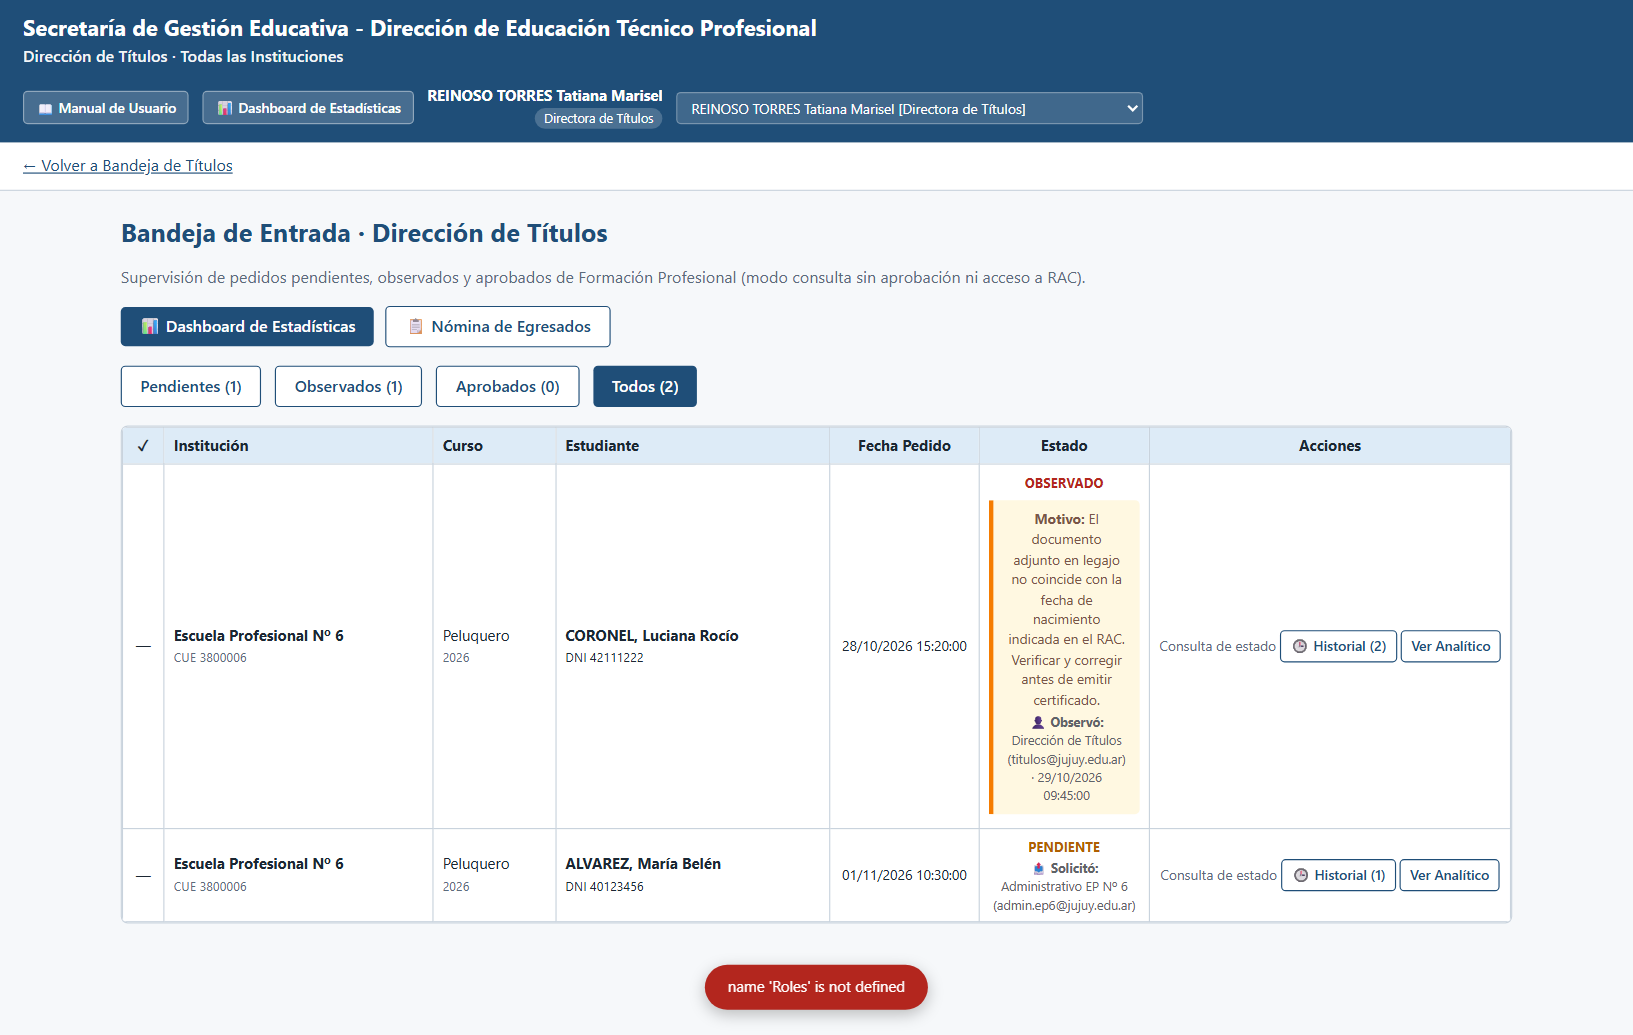 Secretaría de Gestión Educativa - Dirección de Educación Técnico Profesional
Dirección de Títulos · Todas las Instituciones
📖 Manual de Usuario
📊 Dashboard de Estadísticas
REINOSO TORRES Tatiana Marisel
Directora de Títulos
REINOSO TORRES Tatiana Marisel [Directora de Títulos]
← Volver a Bandeja de Títulos
Bandeja de Entrada · Dirección de Títulos
Supervisión de pedidos pendientes, observados y aprobados de Formación Profesional (modo consulta sin aprobación ni acceso a RAC).
📊 Dashboard de Estadísticas
📋 Nómina de Egresados
Pendientes (1)
Observados (1)
Aprobados (0)
Todos (2)
✓ Institución Curso Estudiante Fecha Pedido Estado Acciones
—
Escuela Profesional Nº 6
CUE 3800006
Peluquero
2026
CORONEL, Luciana Rocío
DNI 42111222
28/10/2026 15:20:00
OBSERVADO
Motivo: El
documento
adjunto en legajo
no coincide con la
fecha de
nacimiento
indicada en el RAC.
Verificar y corregir
antes de emitir
certificado.
👤 Observó:
Dirección de Títulos
(titulos@jujuy.edu.ar)
· 29/10/2026
09:45:00
Consulta de estado
🕒 Historial (2)
Ver Analítico
—
Escuela Profesional Nº 6
CUE 3800006
Peluquero
2026
ALVAREZ, María Belén
DNI 40123456
01/11/2026 10:30:00
PENDIENTE
📤 Solicitó:
Administrativo EP Nº 6
(admin.ep6@jujuy.edu.ar)
Consulta de estado
🕒 Historial (1)
Ver Analítico
name 'Roles' is not defined